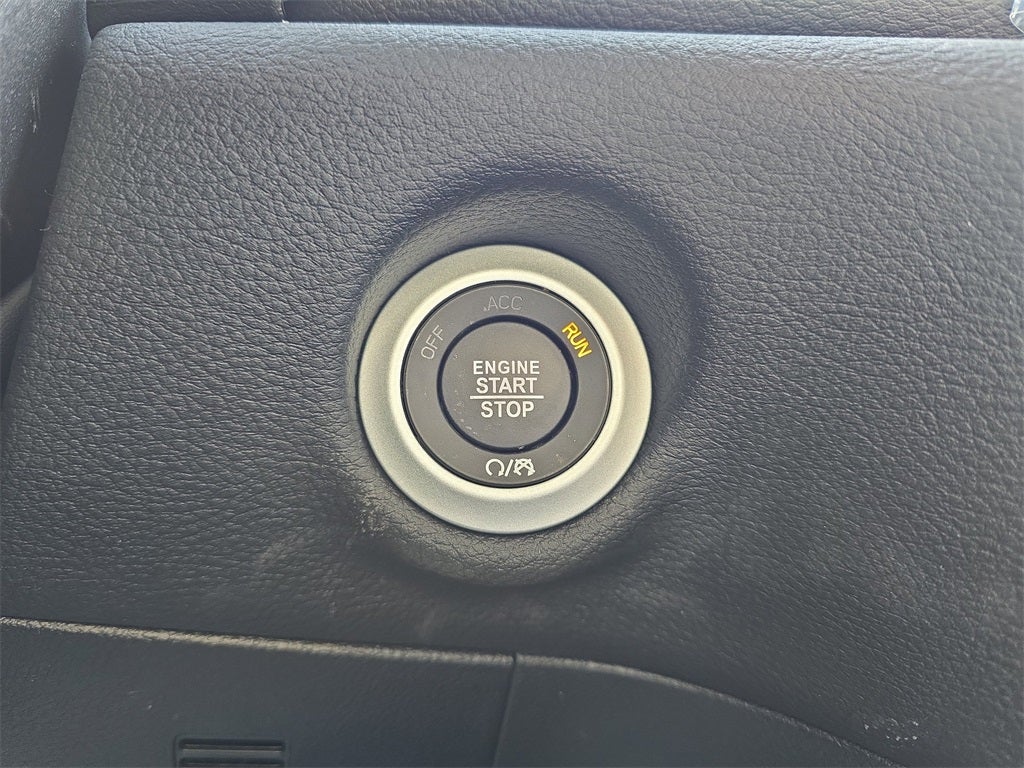 OFF
ACC
RUN
ENGINE
START
STOP